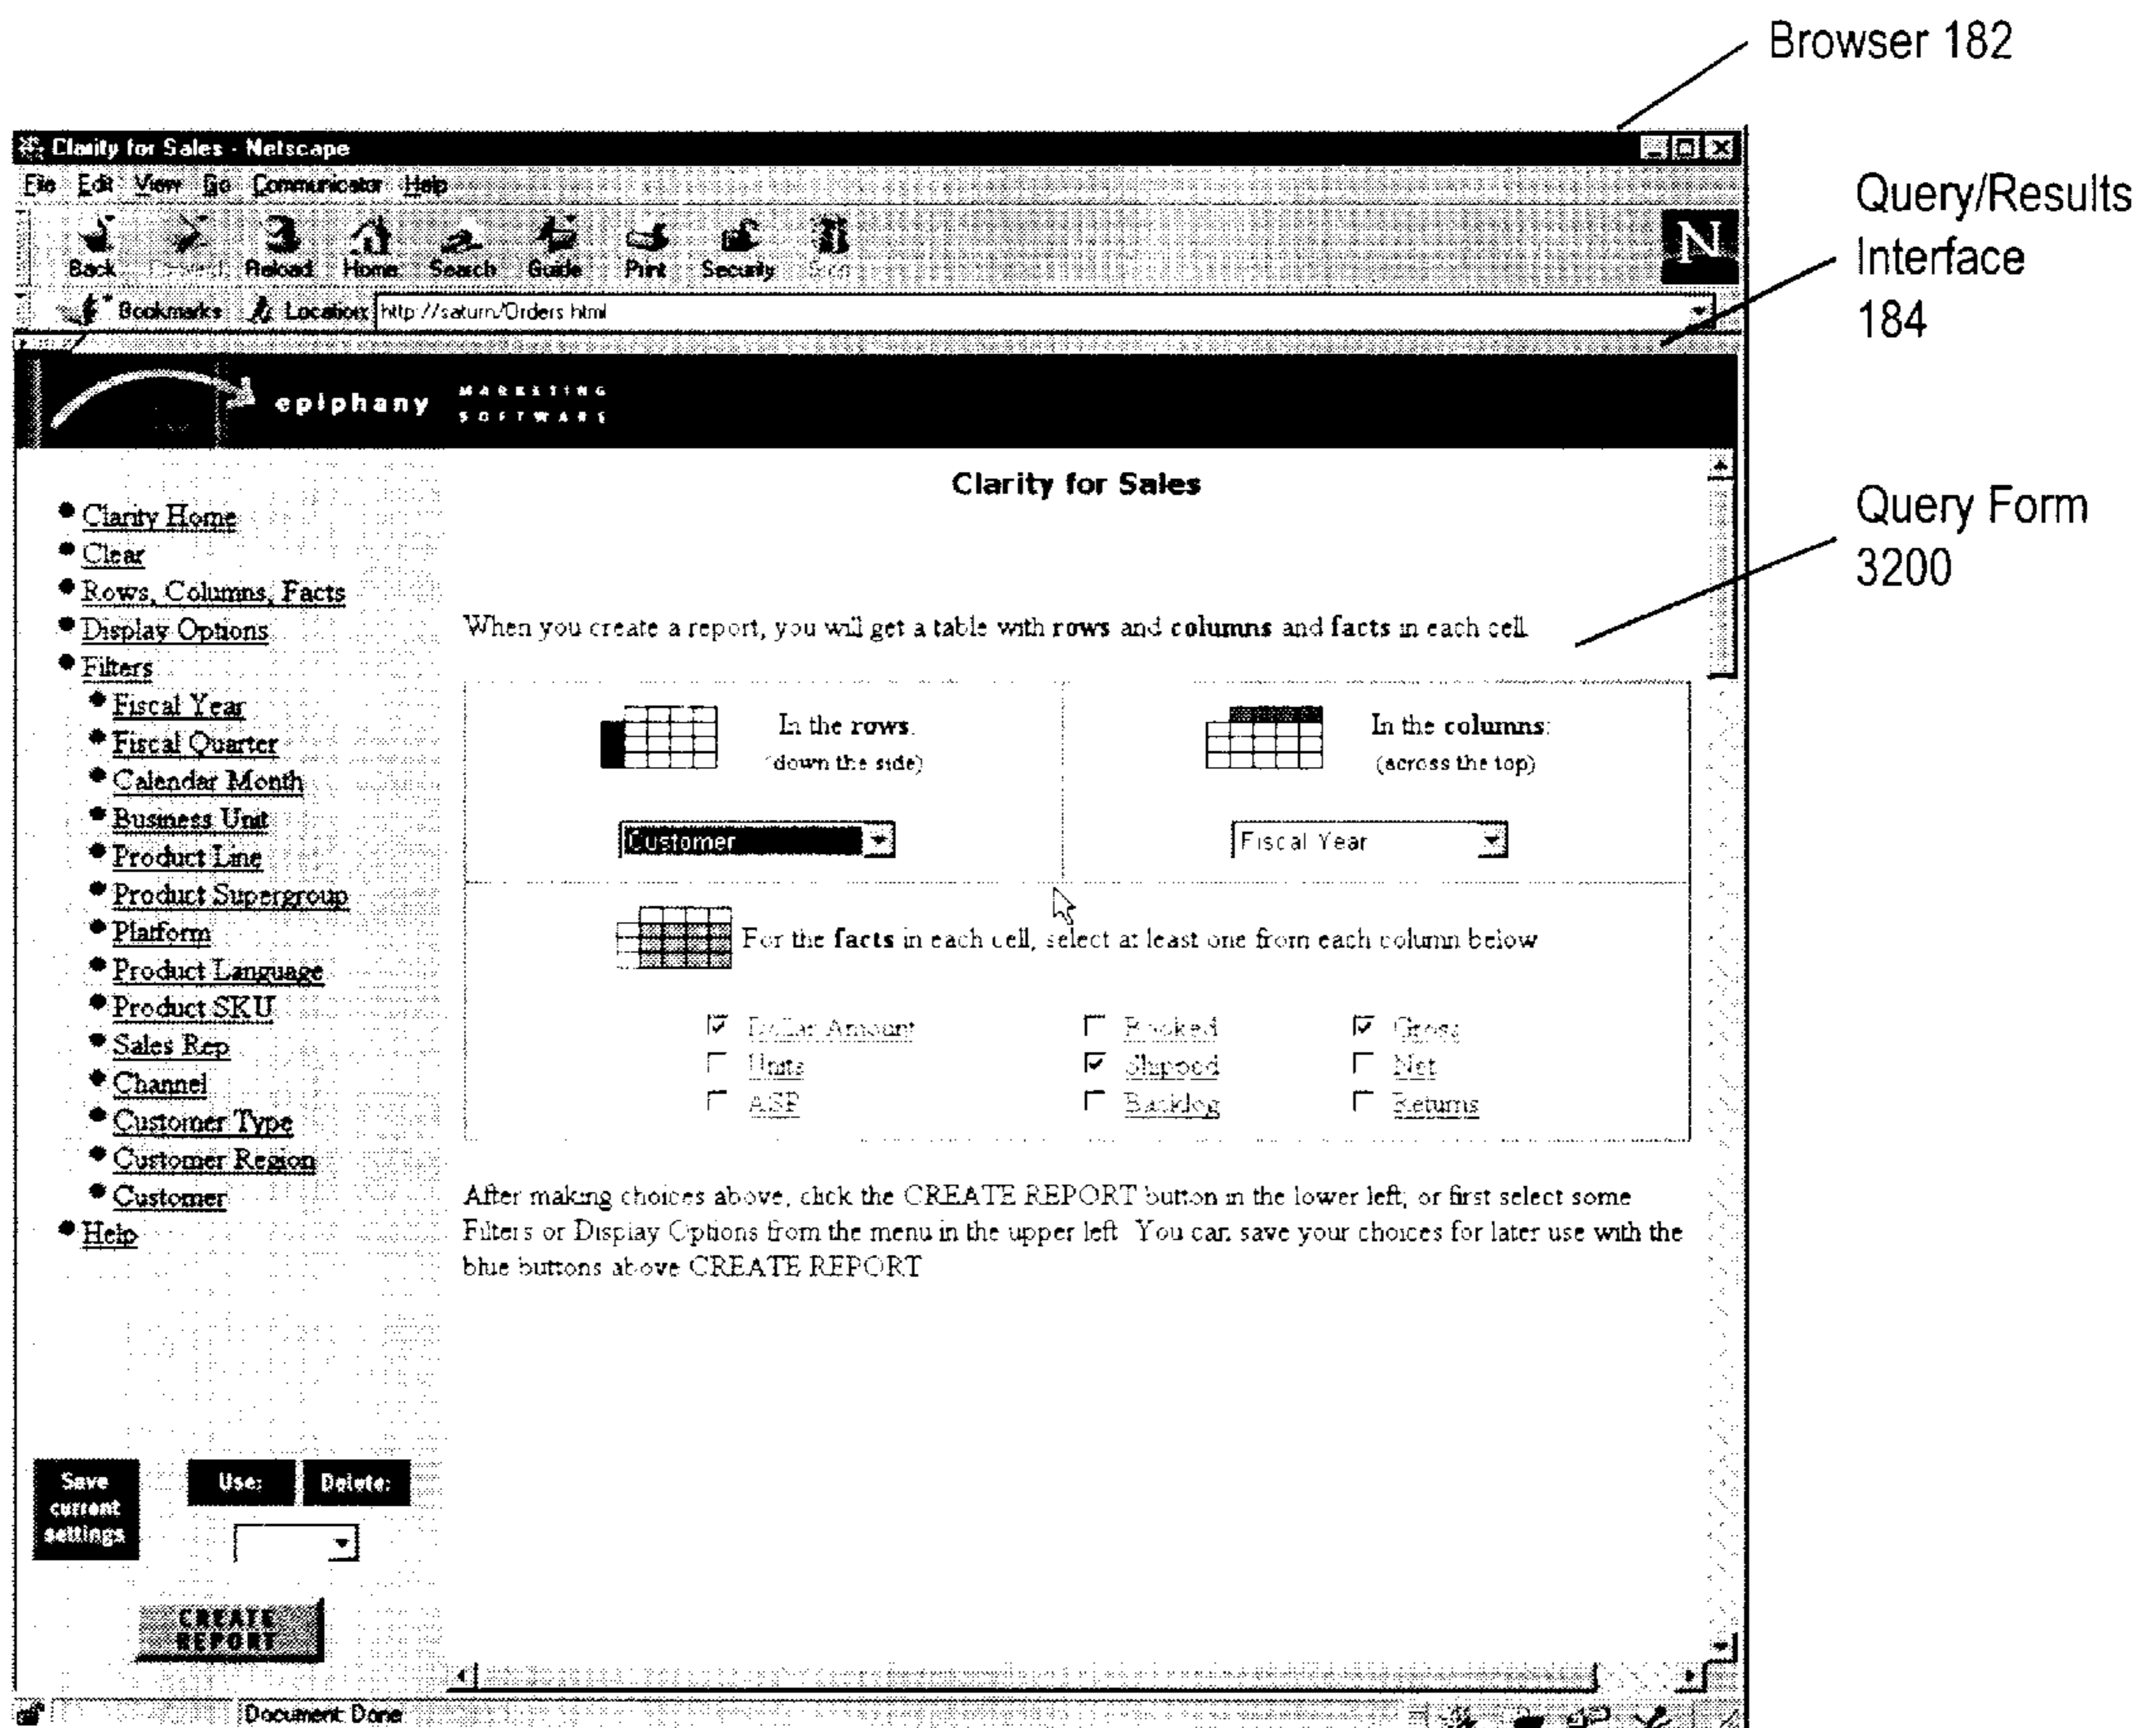 Browser 182
Clarity for Sales - Netscape
File Edit View Go Communicator Help
Query/Results
Interface
184
N
Back Forward Reload Home Search Guide Print Security Stop
Bookmarks Location: http://saturn/Orders.html
epiphany MARKETING
SOFTWARE
Clarity for Sales
Query Form
3200
Clarity Home
Clear
Rows, Columns, Facts
Display Options
Filters
Fiscal Year
Fiscal Quarter
Calendar Month
Business Unit
Product Line
Product Supergroup
Platform
Product Language
Product SKU
Sales Rep
Channel
Customer Type
Customer Region
Customer
Help
When you create a report, you will get a table with rows and columns and facts in each cell.
In the rows:
(down the side)
Customer
In the columns:
(across the top)
Fiscal Year
For the facts in each cell, select at least one from each column below
Dollar Amount Booked Gross
Units Shipped Net
ASP Backlog Returns
After making choices above, click the CREATE REPORT button in the lower left; or first select some
Filters or Display Options from the menu in the upper left. You can save your choices for later use with the
blue buttons above CREATE REPORT
Save
current
settings
Use:
Delete:
CREATE
REPORT
Document: Done